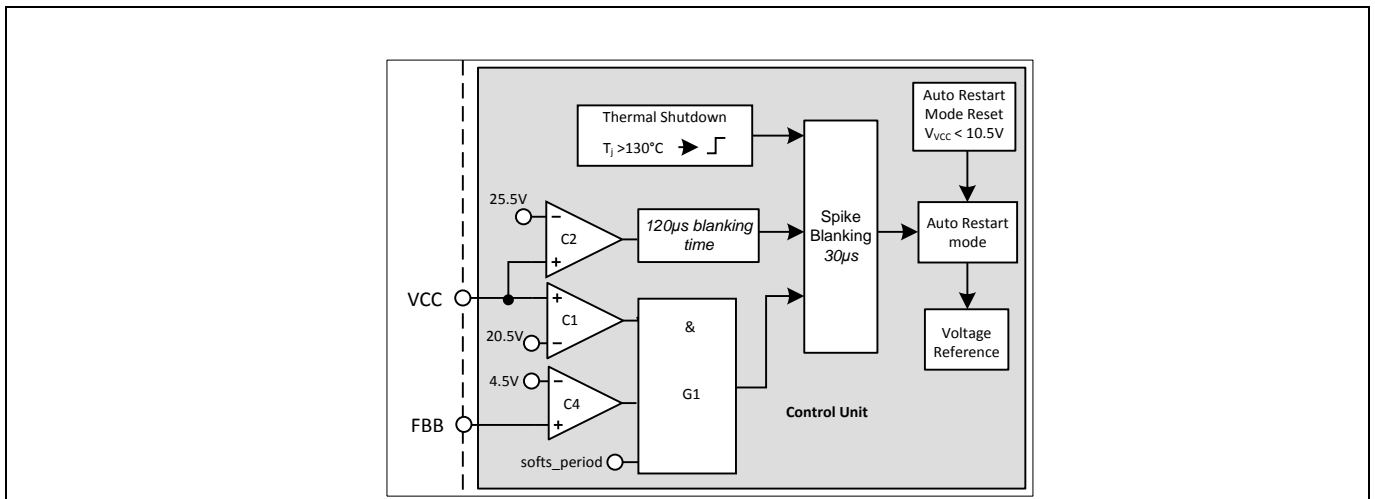 Thermal Shutdown
Tj >130°C
Auto Restart
Mode Reset
VVCC < 10.5V
25.5V
−
C2
+
120µs blanking
time
Spike
Blanking
30µs
Auto Restart
mode
VCC
+
C1
20.5V
−
&
G1
Voltage
Reference
4.5V
−
C4
+
FBB
Control Unit
softs_period